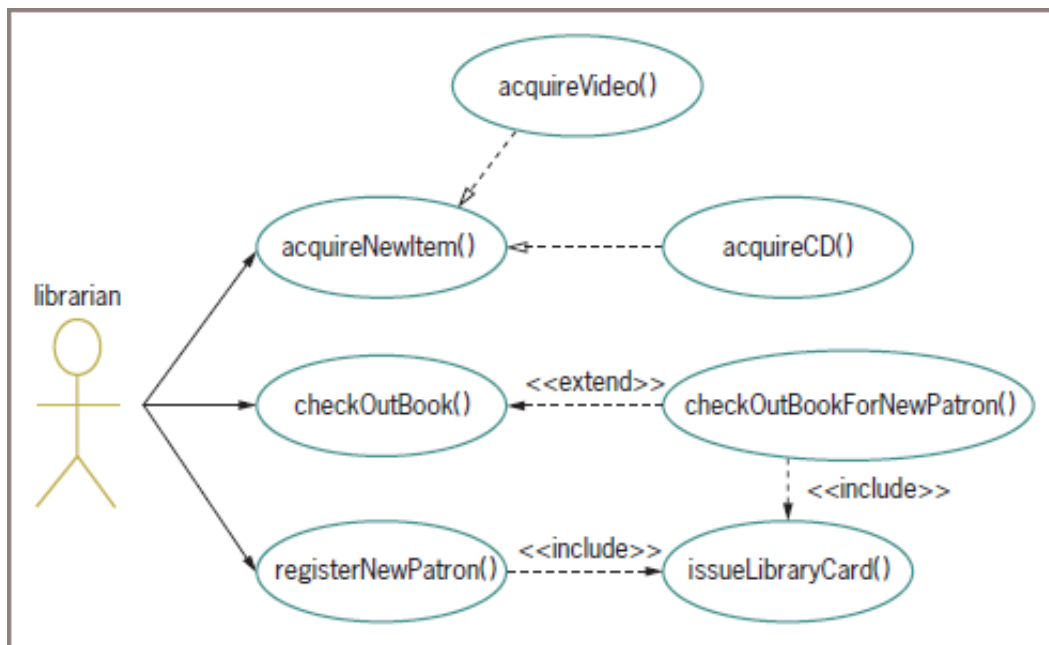 acquireVideo()
acquireNewItem()
acquireCD()
librarian
checkOutBook()
<<extend>>
checkOutBookForNewPatron()
<<include>>
registerNewPatron()
<<include>>
issueLibraryCard()